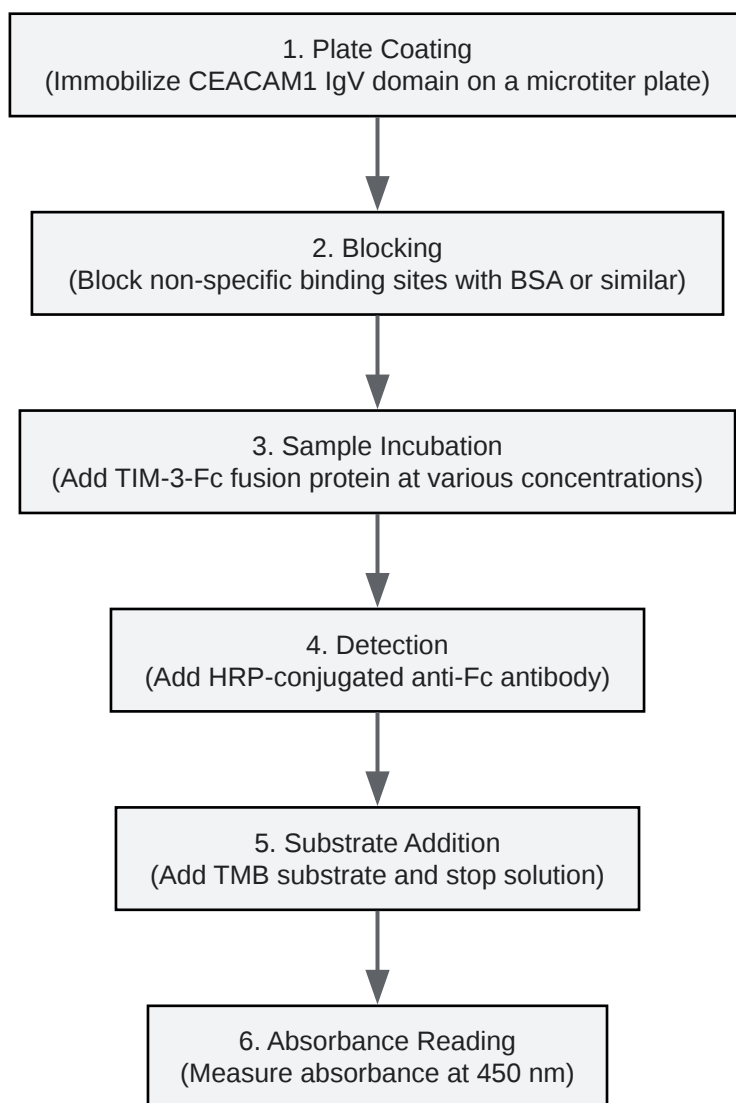 1. Plate Coating
(Immobilize CEACAM1 IgV domain on a microtiter plate)
2. Blocking
(Block non-specific binding sites with BSA or similar)
3. Sample Incubation
(Add TIM-3-Fc fusion protein at various concentrations)
4. Detection
(Add HRP-conjugated anti-Fc antibody)
5. Substrate Addition
(Add TMB substrate and stop solution)
6. Absorbance Reading
(Measure absorbance at 450 nm)